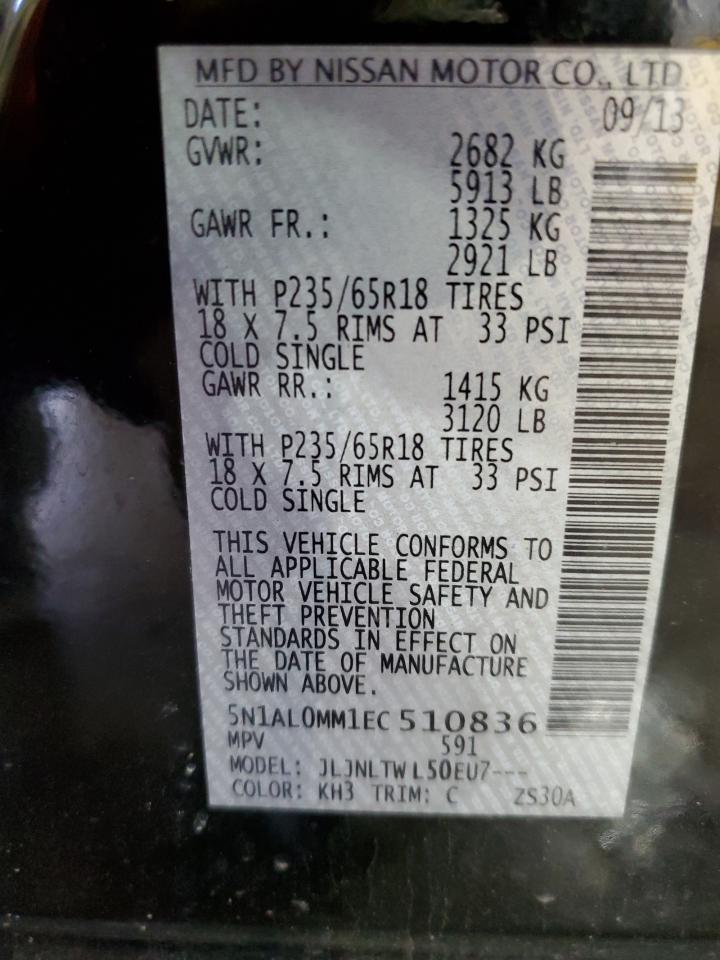 MFD BY NISSAN MOTOR CO., LTD.
DATE: 09/13
GVWR: 2682 KG
5913 LB
GAWR FR.: 1325 KG
2921 LB
WITH P235/65R18 TIRES
18 X 7.5 RIMS AT 33 PSI
COLD SINGLE
GAWR RR.: 1415 KG
3120 LB
WITH P235/65R18 TIRES
18 X 7.5 RIMS AT 33 PSI
COLD SINGLE
THIS VEHICLE CONFORMS TO
ALL APPLICABLE FEDERAL
MOTOR VEHICLE SAFETY AND
THEFT PREVENTION
STANDARDS IN EFFECT ON
THE DATE OF MANUFACTURE
SHOWN ABOVE.
5N1AL0MM1EC510836
MPV 591
MODEL: JLJNLTWL50EU7---
COLOR: KH3 TRIM: C ZS30A